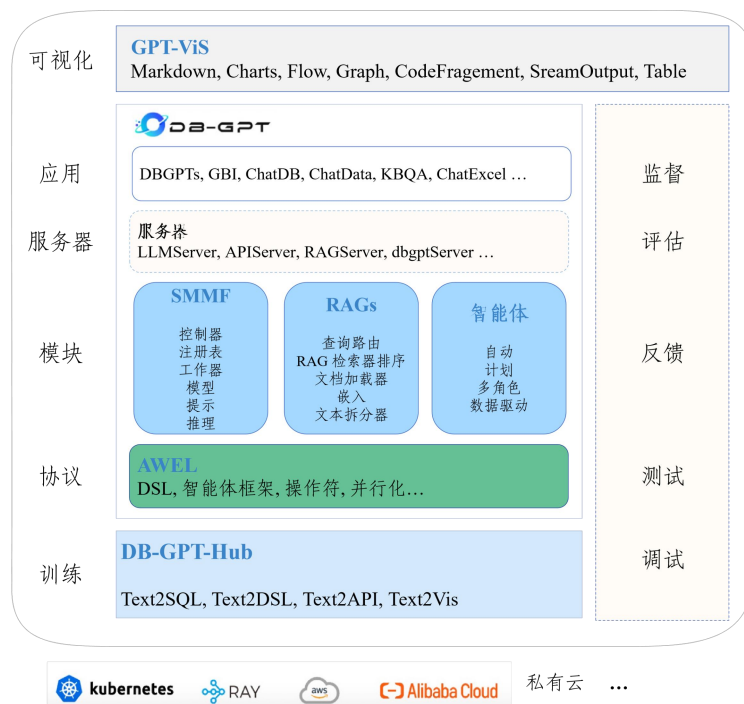 可视化
GPT-ViS
Markdown, Charts, Flow, Graph, CodeFragement, SreamOutput, Table
DB-GPT
应用
DBGPTs, GBI, ChatDB, ChatData, KBQA, ChatExcel ...
监督
服务器
服务器
LLMServer, APIServer, RAGServer, dbgptServer ...
评估
模块
SMMF
控制器
注册表
工作器
模型
提示
推理
RAGs
查询路由
RAG 检索器排序
文档加载器
嵌入
文本拆分器
智能体
自动
计划
多角色
数据驱动
反馈
协议
AWEL
DSL, 智能体框架, 操作符, 并行化...
测试
训练
DB-GPT-Hub
Text2SQL, Text2DSL, Text2API, Text2Vis
调试
kubernetes
RAY
aws
Alibaba Cloud
私有云 ...